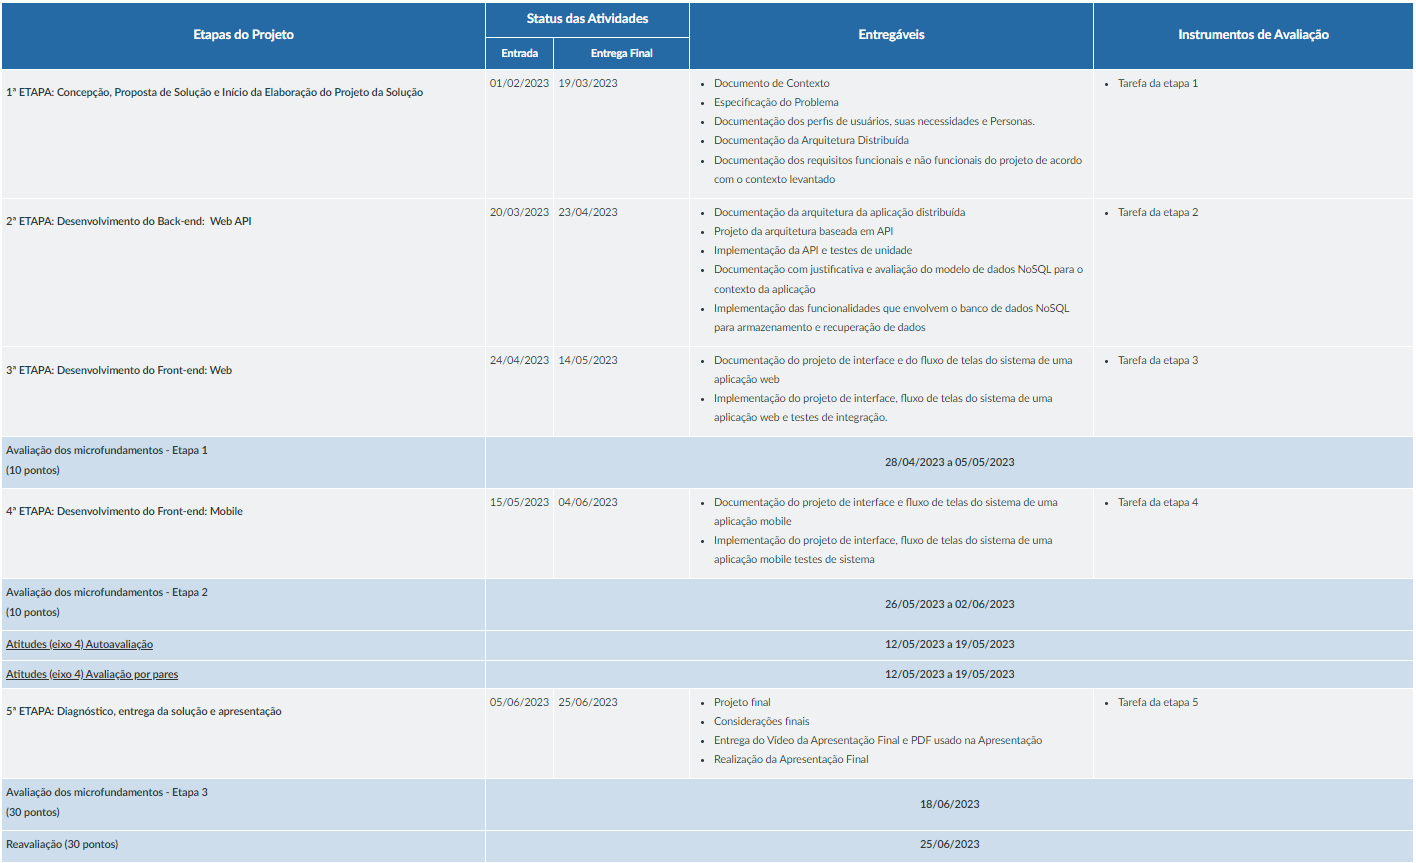 Etapas do Projeto
Status das Atividades
Entregáveis
Instrumentos de Avaliação
Entrada
Entrega Final
1ª ETAPA: Concepção, Proposta de Solução e Início da Elaboração do Projeto da Solução
01/02/2023
19/03/2023
• Documento de Contexto
• Especificação do Problema
• Documentação dos perfis de usuários, suas necessidades e Personas.
• Documentação da Arquitetura Distribuída
• Documentação dos requisitos funcionais e não funcionais do projeto de acordo
com o contexto levantado
• Tarefa da etapa 1
2ª ETAPA: Desenvolvimento do Back-end: Web API
20/03/2023
23/04/2023
• Documentação da arquitetura da aplicação distribuída
• Projeto da arquitetura baseada em API
• Implementação da API e testes de unidade
• Documentação com justificativa e avaliação do modelo de dados NoSQL para o
contexto da aplicação
• Implementação das funcionalidades que envolvem o banco de dados NoSQL
para armazenamento e recuperação de dados
• Tarefa da etapa 2
3ª ETAPA: Desenvolvimento do Front-end: Web
24/04/2023
14/05/2023
• Documentação do projeto de interface e do fluxo de telas do sistema de uma
aplicação web
• Implementação do projeto de interface, fluxo de telas do sistema de uma
aplicação web e testes de integração.
• Tarefa da etapa 3
Avaliação dos microfundamentos - Etapa 1
(10 pontos)
28/04/2023 a 05/05/2023
4ª ETAPA: Desenvolvimento do Front-end: Mobile
15/05/2023
04/06/2023
• Documentação do projeto de interface e fluxo de telas do sistema de uma
aplicação mobile
• Implementação do projeto de interface, fluxo de telas do sistema de uma
aplicação mobile testes de sistema
• Tarefa da etapa 4
Avaliação dos microfundamentos - Etapa 2
(10 pontos)
26/05/2023 a 02/06/2023
Atitudes (eixo 4) Autoavaliação
12/05/2023 a 19/05/2023
Atitudes (eixo 4) Avaliação por pares
12/05/2023 a 19/05/2023
5ª ETAPA: Diagnóstico, entrega da solução e apresentação
05/06/2023
25/06/2023
• Projeto final
• Considerações finais
• Entrega do Vídeo da Apresentação Final e PDF usado na Apresentação
• Realização da Apresentação Final
• Tarefa da etapa 5
Avaliação dos microfundamentos - Etapa 3
(30 pontos)
18/06/2023
Reavaliação (30 pontos)
25/06/2023